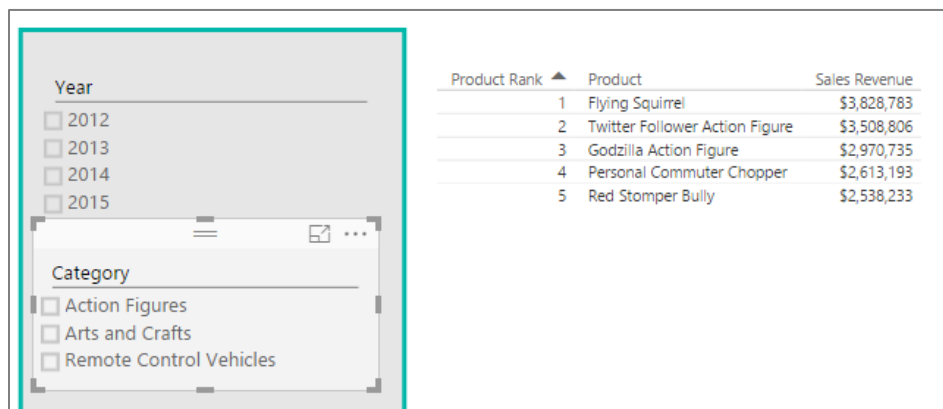 Year
2012
2013
2014
2015
Category
Action Figures
Arts and Crafts
Remote Control Vehicles
Product Rank Product Sales Revenue
1 Flying Squirrel $3,828,783
2 Twitter Follower Action Figure $3,508,806
3 Godzilla Action Figure $2,970,735
4 Personal Commuter Chopper $2,613,193
5 Red Stomper Bully $2,538,233